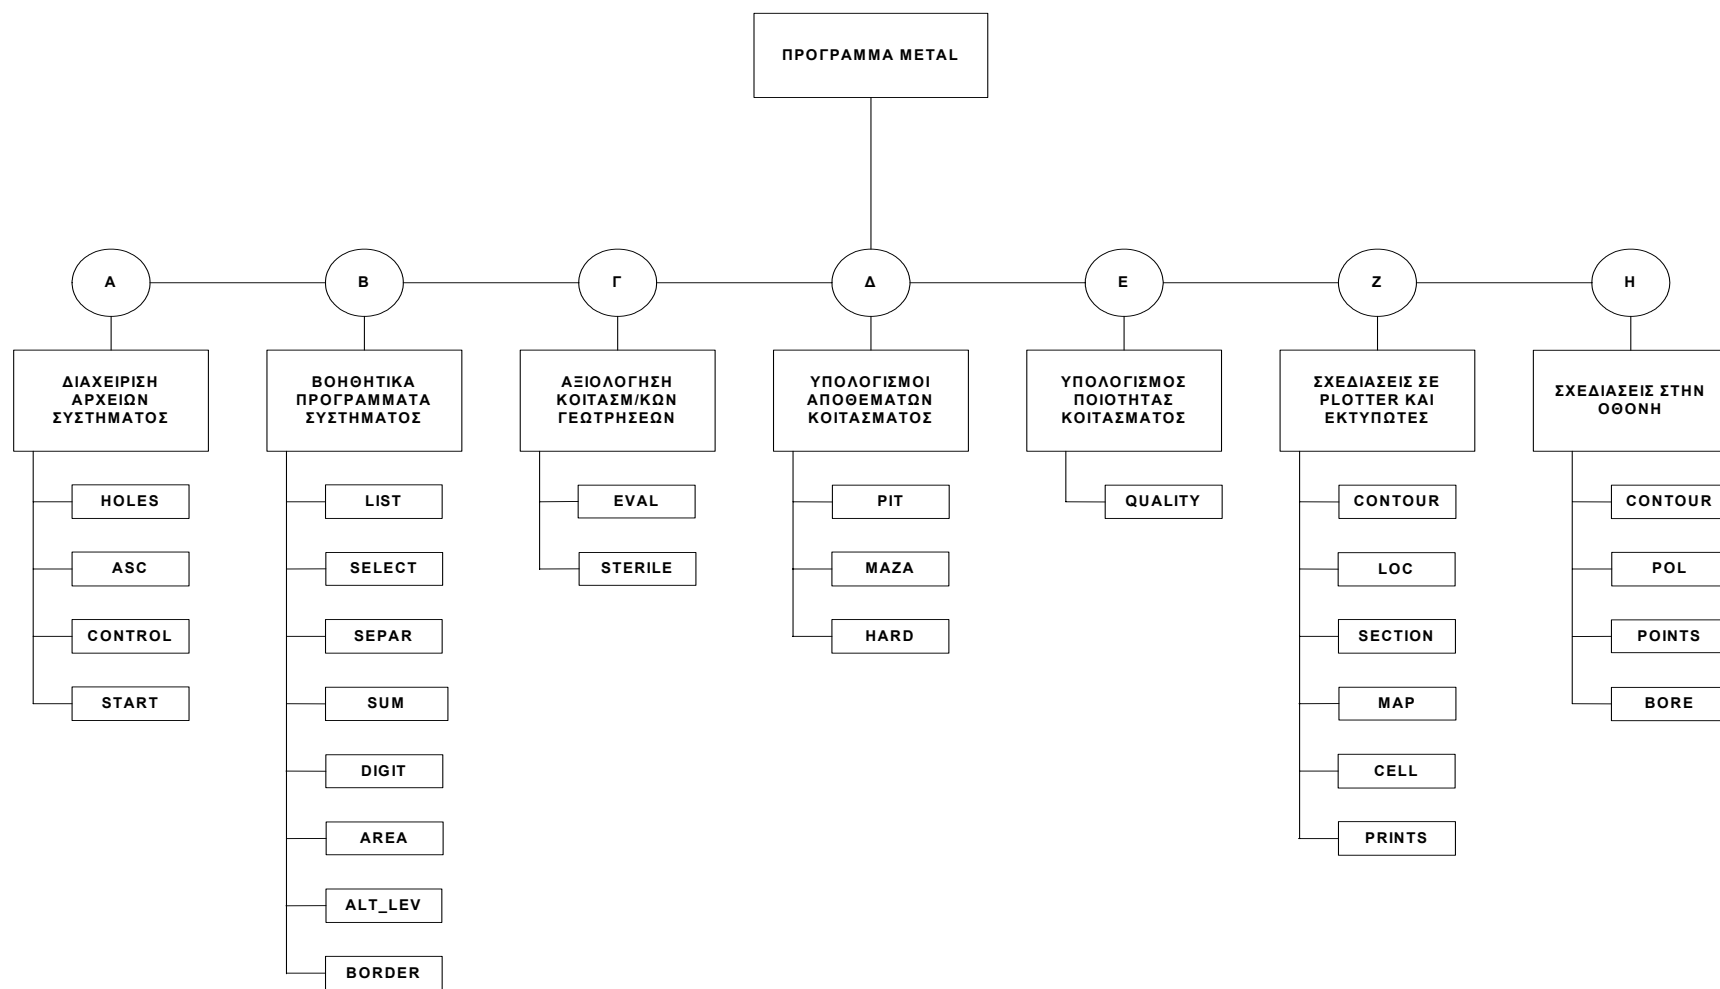 ΠΡΟΓΡΑΜΜΑ METAL
Α
Β
Γ
Δ
Ε
Ζ
Η
ΔΙΑΧΕΙΡΙΣΗ
ΑΡΧΕΙΩΝ
ΣΥΣΤΗΜΑΤΟΣ
ΒΟΗΘΗΤΙΚΑ
ΠΡΟΓΡΑΜΜΑΤΑ
ΣΥΣΤΗΜΑΤΟΣ
ΑΞΙΟΛΟΓΗΣΗ
ΚΟΙΤΑΣΜ/ΚΩΝ
ΓΕΩΤΡΗΣΕΩΝ
ΥΠΟΛΟΓΙΣΜΟΙ
ΑΠΟΘΕΜΑΤΩΝ
ΚΟΙΤΑΣΜΑΤΟΣ
ΥΠΟΛΟΓΙΣΜΟΣ
ΠΟΙΟΤΗΤΑΣ
ΚΟΙΤΑΣΜΑΤΟΣ
ΣΧΕΔΙΑΣΕΙΣ ΣΕ
PLOTTER ΚΑΙ
ΕΚΤΥΠΩΤΕΣ
ΣΧΕΔΙΑΣΕΙΣ ΣΤΗΝ
ΟΘΟΝΗ
HOLES
ASC
CONTROL
START
LIST
SELECT
SEPAR
SUM
DIGIT
AREA
ALT_LEV
BORDER
EVAL
STERILE
PIT
MAZA
HARD
QUALITY
CONTOUR
LOC
SECTION
MAP
CELL
PRINTS
CONTOUR
POL
POINTS
BORE